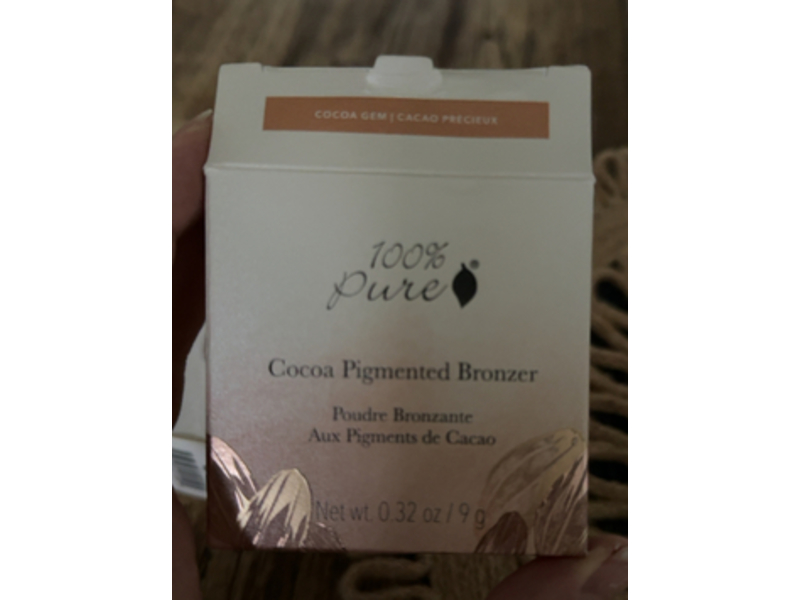 COCOA GEM | CACAO PRÉCIEUX
100%
Pure®
Cocoa Pigmented Bronzer
Poudre Bronzante
Aux Pigments de Cacao
Net wt. 0.32 oz / 9 g